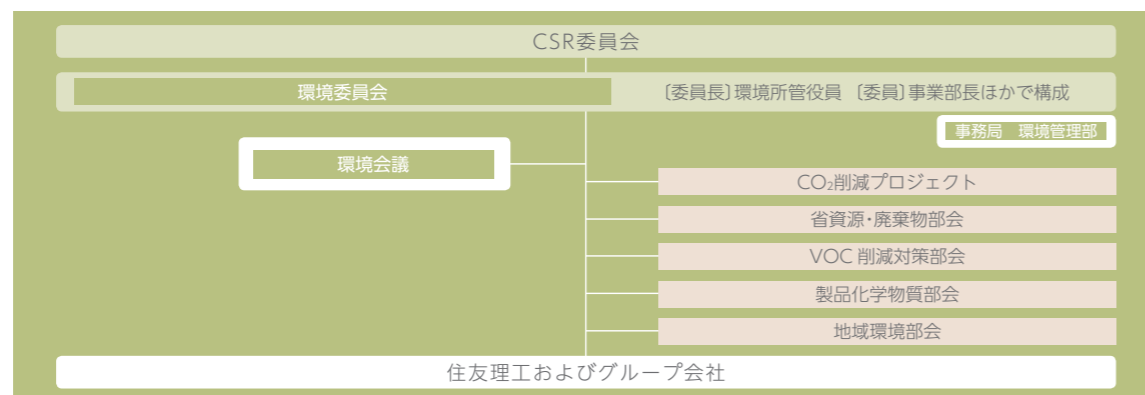 CSR委員会
環境委員会 〔委員長〕環境所管役員 〔委員〕事業部長ほかで構成
事務局 環境管理部
環境会議
CO₂削減プロジェクト
省資源・廃棄物部会
VOC 削減対策部会
製品化学物質部会
地域環境部会
住友理工およびグループ会社